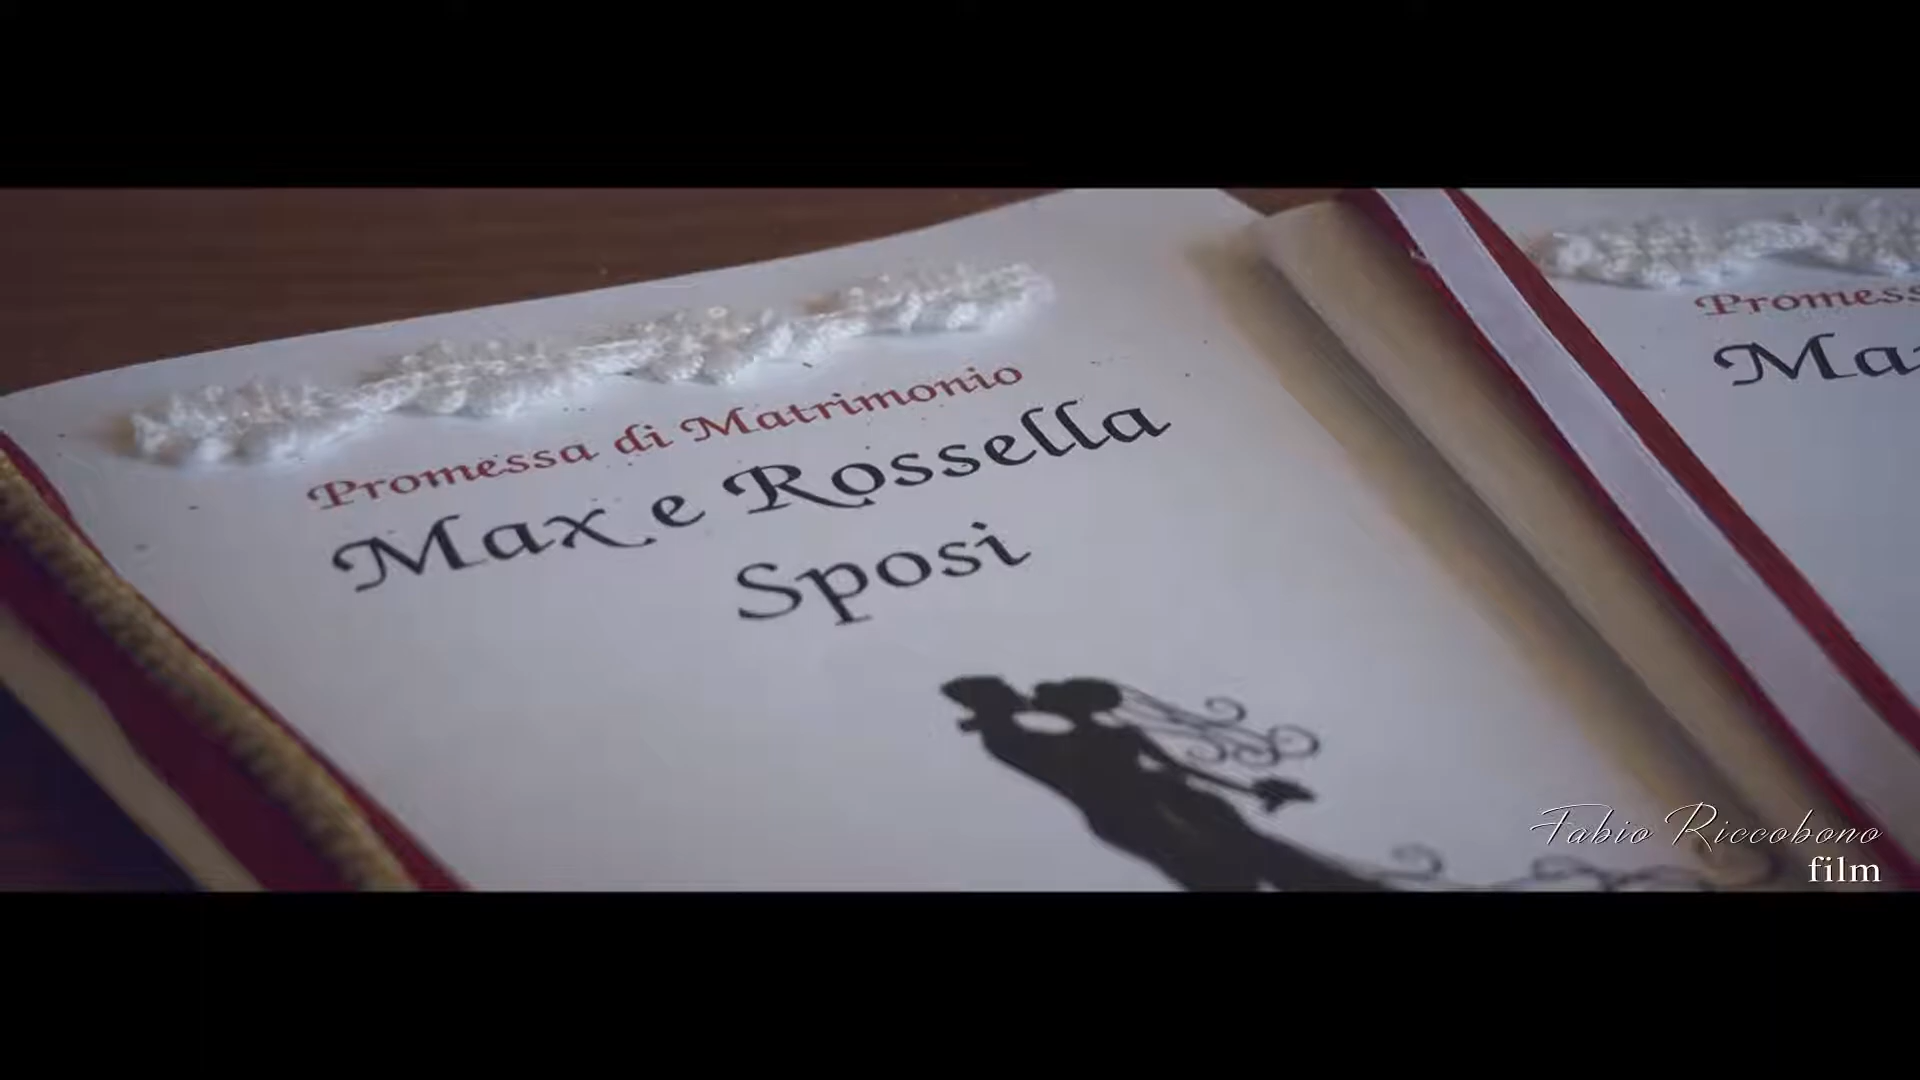 Promessa di Matrimonio
Max e Rossella
Sposi
Promess
Ma
Fabio Riccobono
film